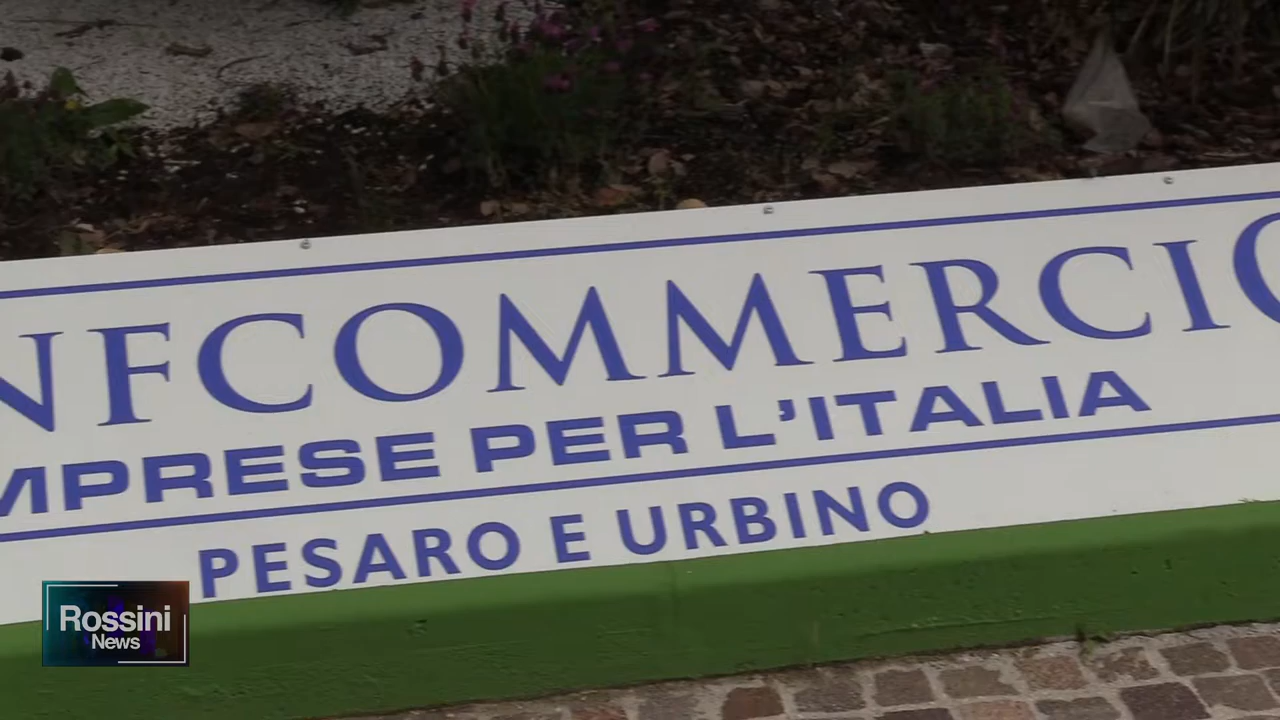 NFCOMMERCIO
MPRESE PER L'ITALIA
PESARO E URBINO
Rossini
News